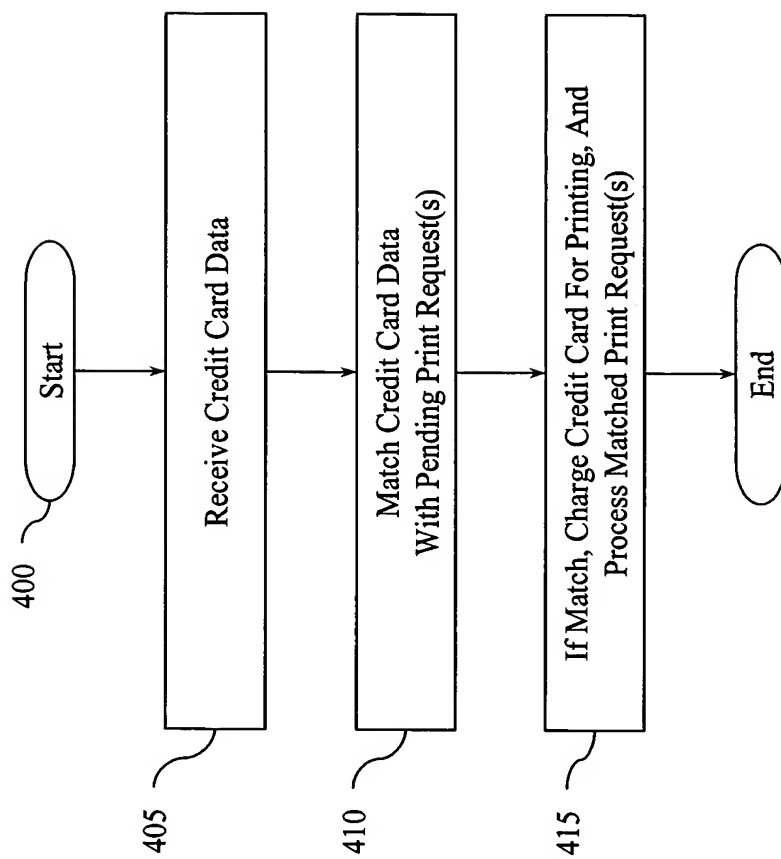 400
Start
405
Receive Credit Card Data
410
Match Credit Card Data
With Pending Print Request(s)
415
If Match, Charge Credit Card For Printing, And
Process Matched Print Request(s)
End